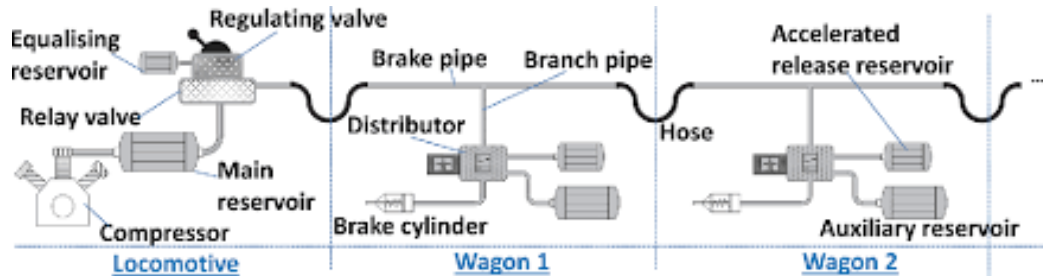 Regulating valve
Equalising
reservoir
Relay valve
Main
reservoir
Compressor
Locomotive
Brake pipe
Branch pipe
Distributor
Hose
Brake cylinder
Wagon 1
Accelerated
release reservoir
...
Auxiliary reservoir
Wagon 2